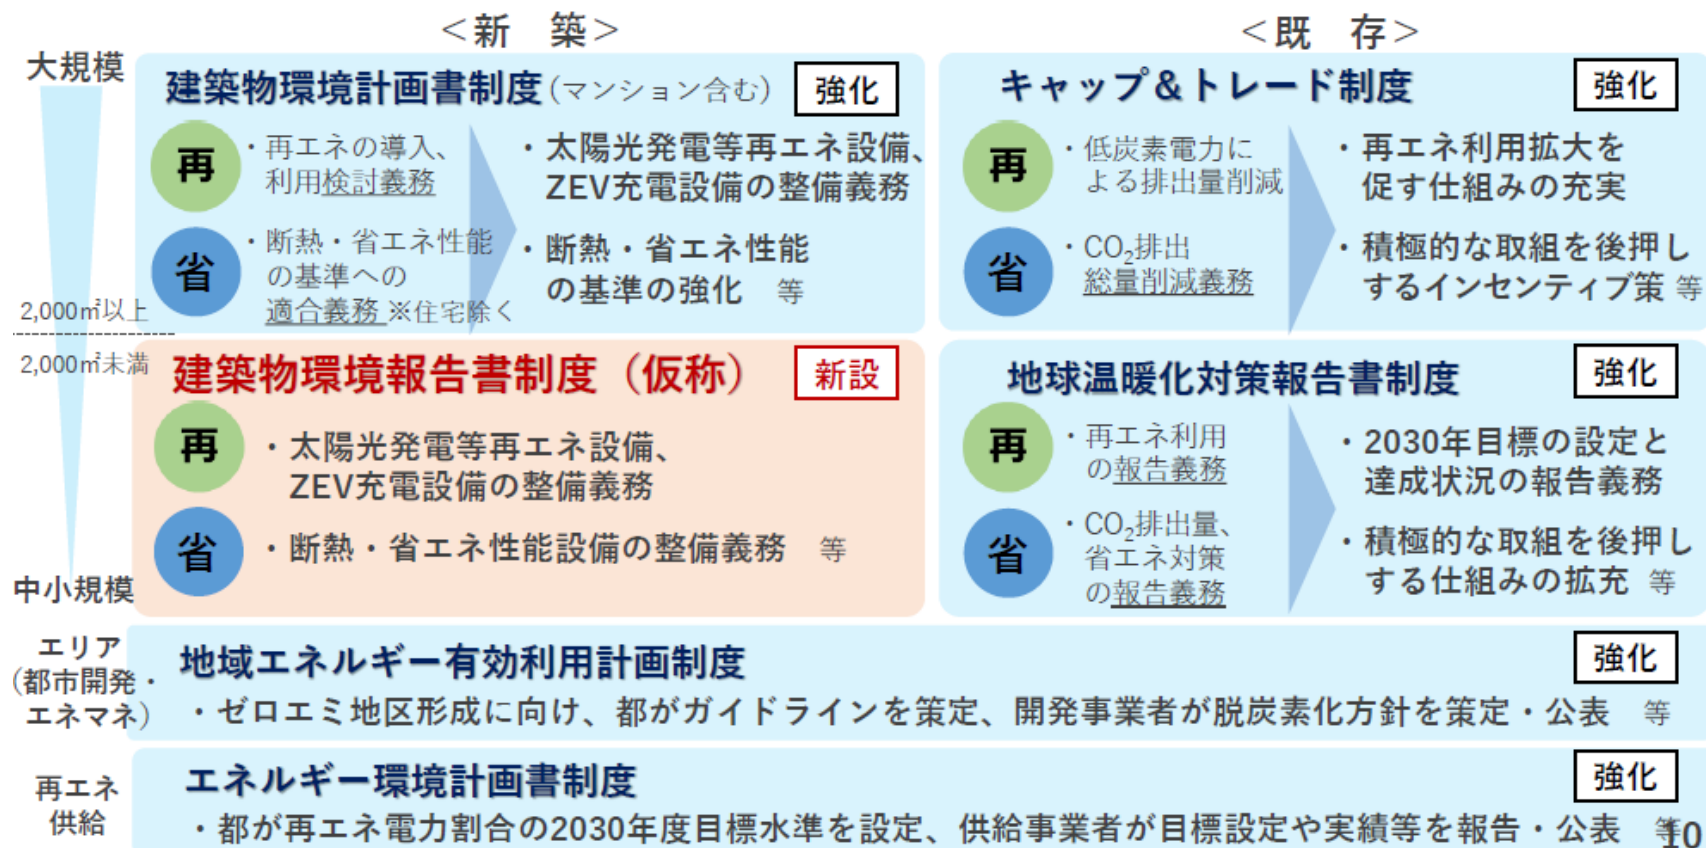 ＜新　築＞
＜既　存＞
大規模
建築物環境計画書制度（マンション含む）
強化
再
・再エネの導入、
利用検討義務
省
・断熱・省エネ性能
の基準への
適合義務 ※住宅除く
・太陽光発電等再エネ設備、
ZEV充電設備の整備義務
・断熱・省エネ性能
の基準の強化　等
キャップ＆トレード制度
強化
再
・低炭素電力に
よる排出量削減
省
・CO₂排出
総量削減義務
・再エネ利用拡大を
促す仕組みの充実
・積極的な取組を後押し
するインセンティブ策 等
2,000㎡以上
2,000㎡未満
建築物環境報告書制度（仮称）
新設
再
・太陽光発電等再エネ設備、
ZEV充電設備の整備義務
省
・断熱・省エネ性能設備の整備義務　等
地球温暖化対策報告書制度
強化
再
・再エネ利用
の報告義務
省
・CO₂排出量、
省エネ対策
の報告義務
・2030年目標の設定と
達成状況の報告義務
・積極的な取組を後押し
する仕組みの拡充　等
中小規模
エリア
（都市開発・
エネマネ）
地域エネルギー有効利用計画制度
強化
・ゼロエミ地区形成に向け、都がガイドラインを策定、開発事業者が脱炭素化方針を策定・公表　等
再エネ
供給
エネルギー環境計画書制度
強化
・都が再エネ電力割合の2030年度目標水準を設定、供給事業者が目標設定や実績等を報告・公表　等
10